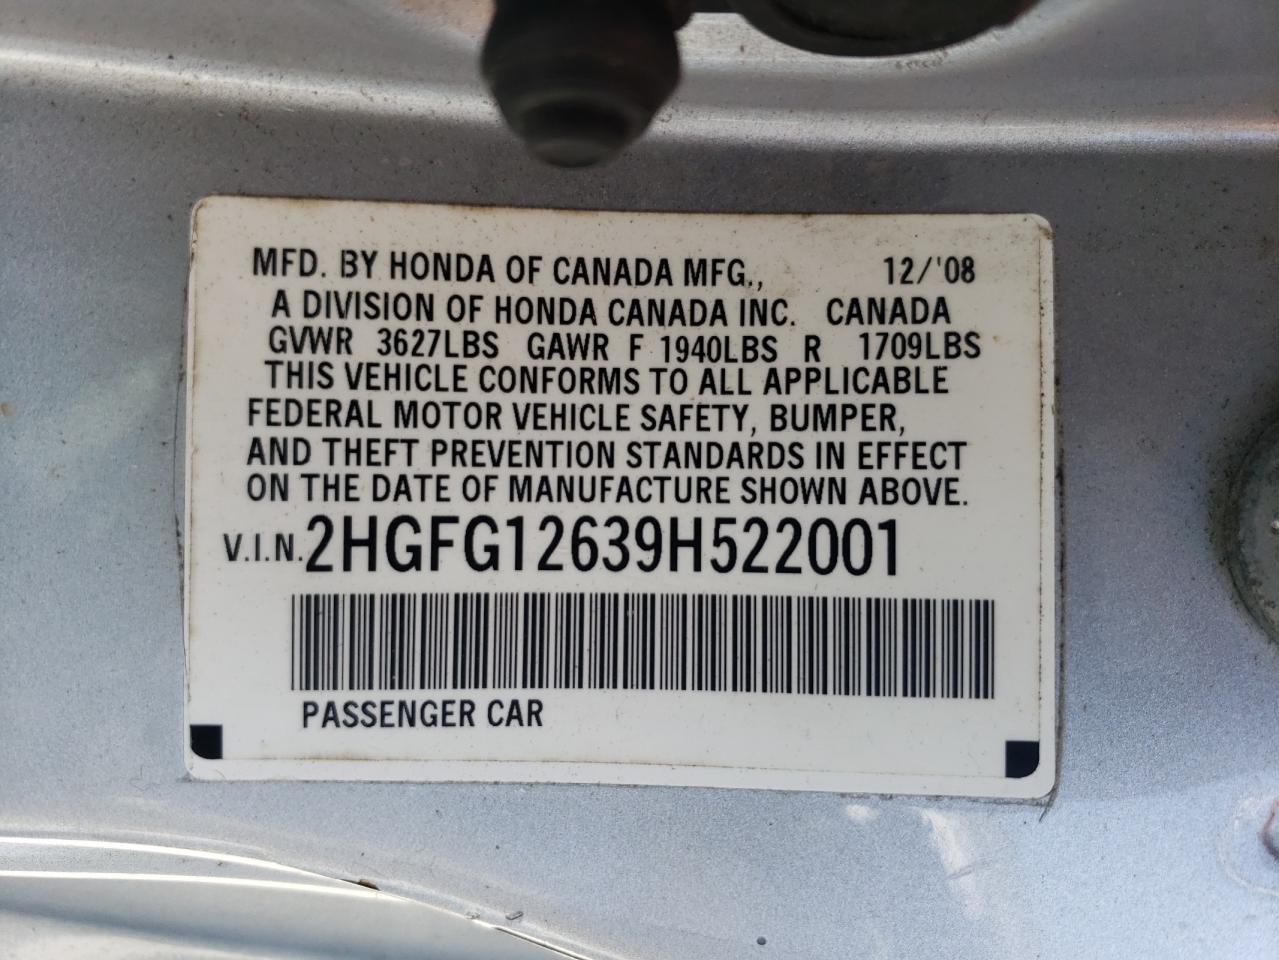 MFD. BY HONDA OF CANADA MFG., 12/'08
A DIVISION OF HONDA CANADA INC. CANADA
GVWR 3627LBS GAWR F 1940LBS R 1709LBS
THIS VEHICLE CONFORMS TO ALL APPLICABLE
FEDERAL MOTOR VEHICLE SAFETY, BUMPER,
AND THEFT PREVENTION STANDARDS IN EFFECT
ON THE DATE OF MANUFACTURE SHOWN ABOVE.
V.I.N. 2HGFG12639H522001
PASSENGER CAR